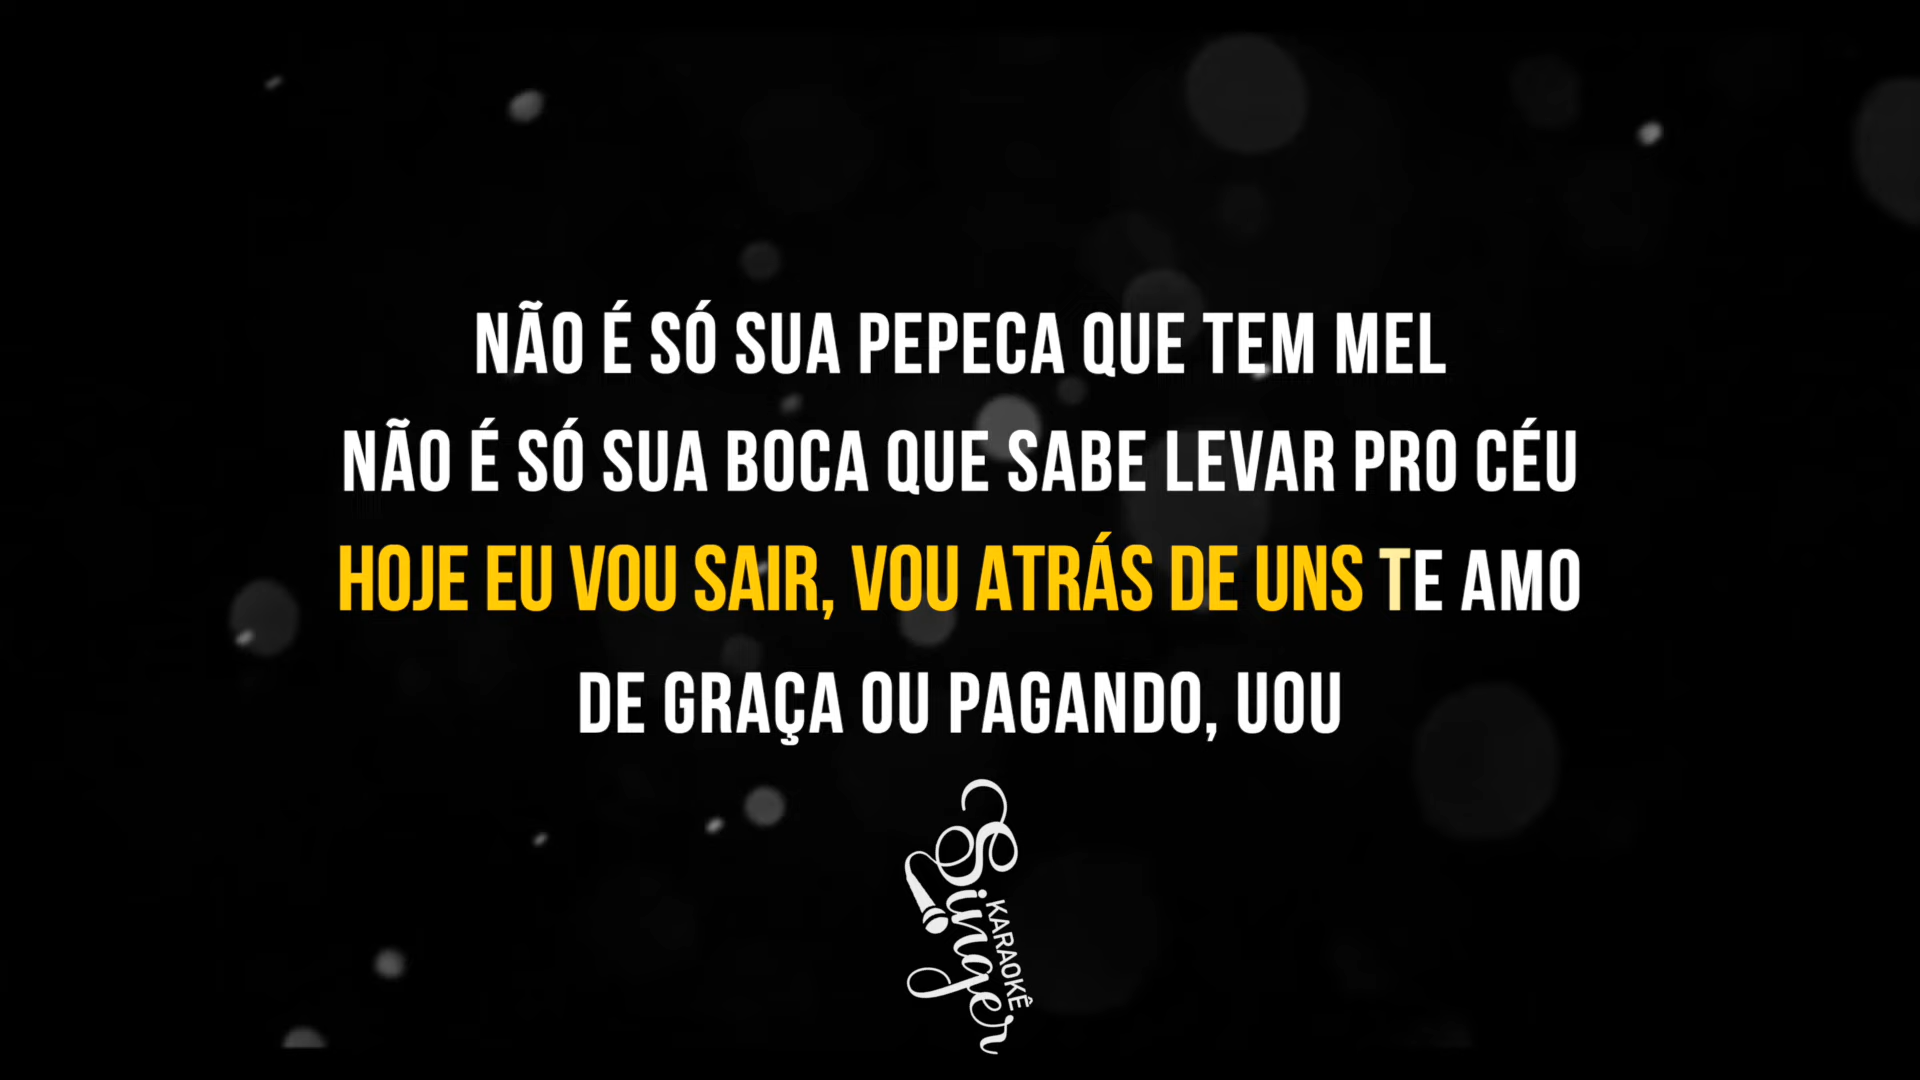 NÃO É SÓ SUA PEPECA QUE TEM MEL
NÃO É SÓ SUA BOCA QUE SABE LEVAR PRO CÉU
HOJE EU VOU SAIR, VOU ATRÁS DE UNS TE AMO
DE GRAÇA OU PAGANDO, UOU
Singer
KARAOKÊ